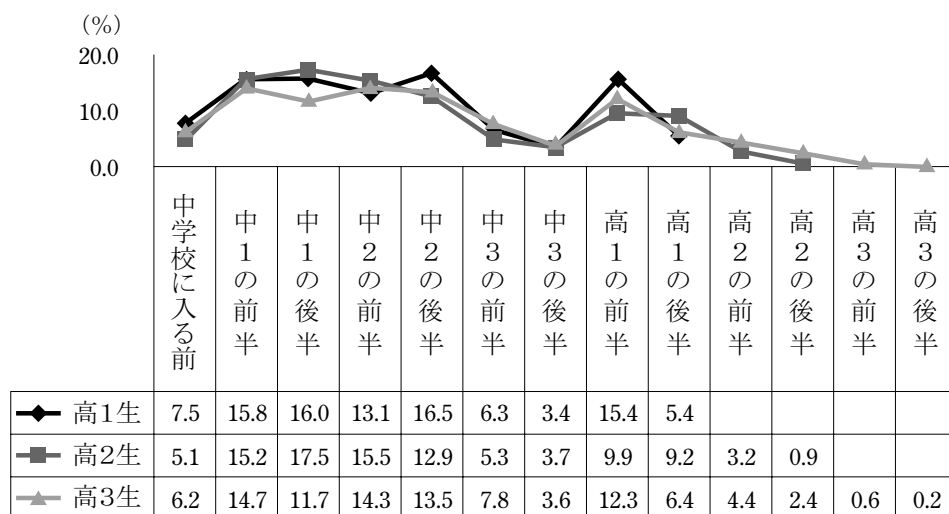 (%)
20.0
10.0
0.0
中学校に入る前
中1の前半
中1の後半
中2の前半
中2の後半
中3の前半
中3の後半
高1の前半
高1の後半
高2の前半
高2の後半
高3の前半
高3の後半
高1生 7.5 15.8 16.0 13.1 16.5 6.3 3.4 15.4 5.4
高2生 5.1 15.2 17.5 15.5 12.9 5.3 3.7 9.9 9.2 3.2 0.9
高3生 6.2 14.7 11.7 14.3 13.5 7.8 3.6 12.3 6.4 4.4 2.4 0.6 0.2